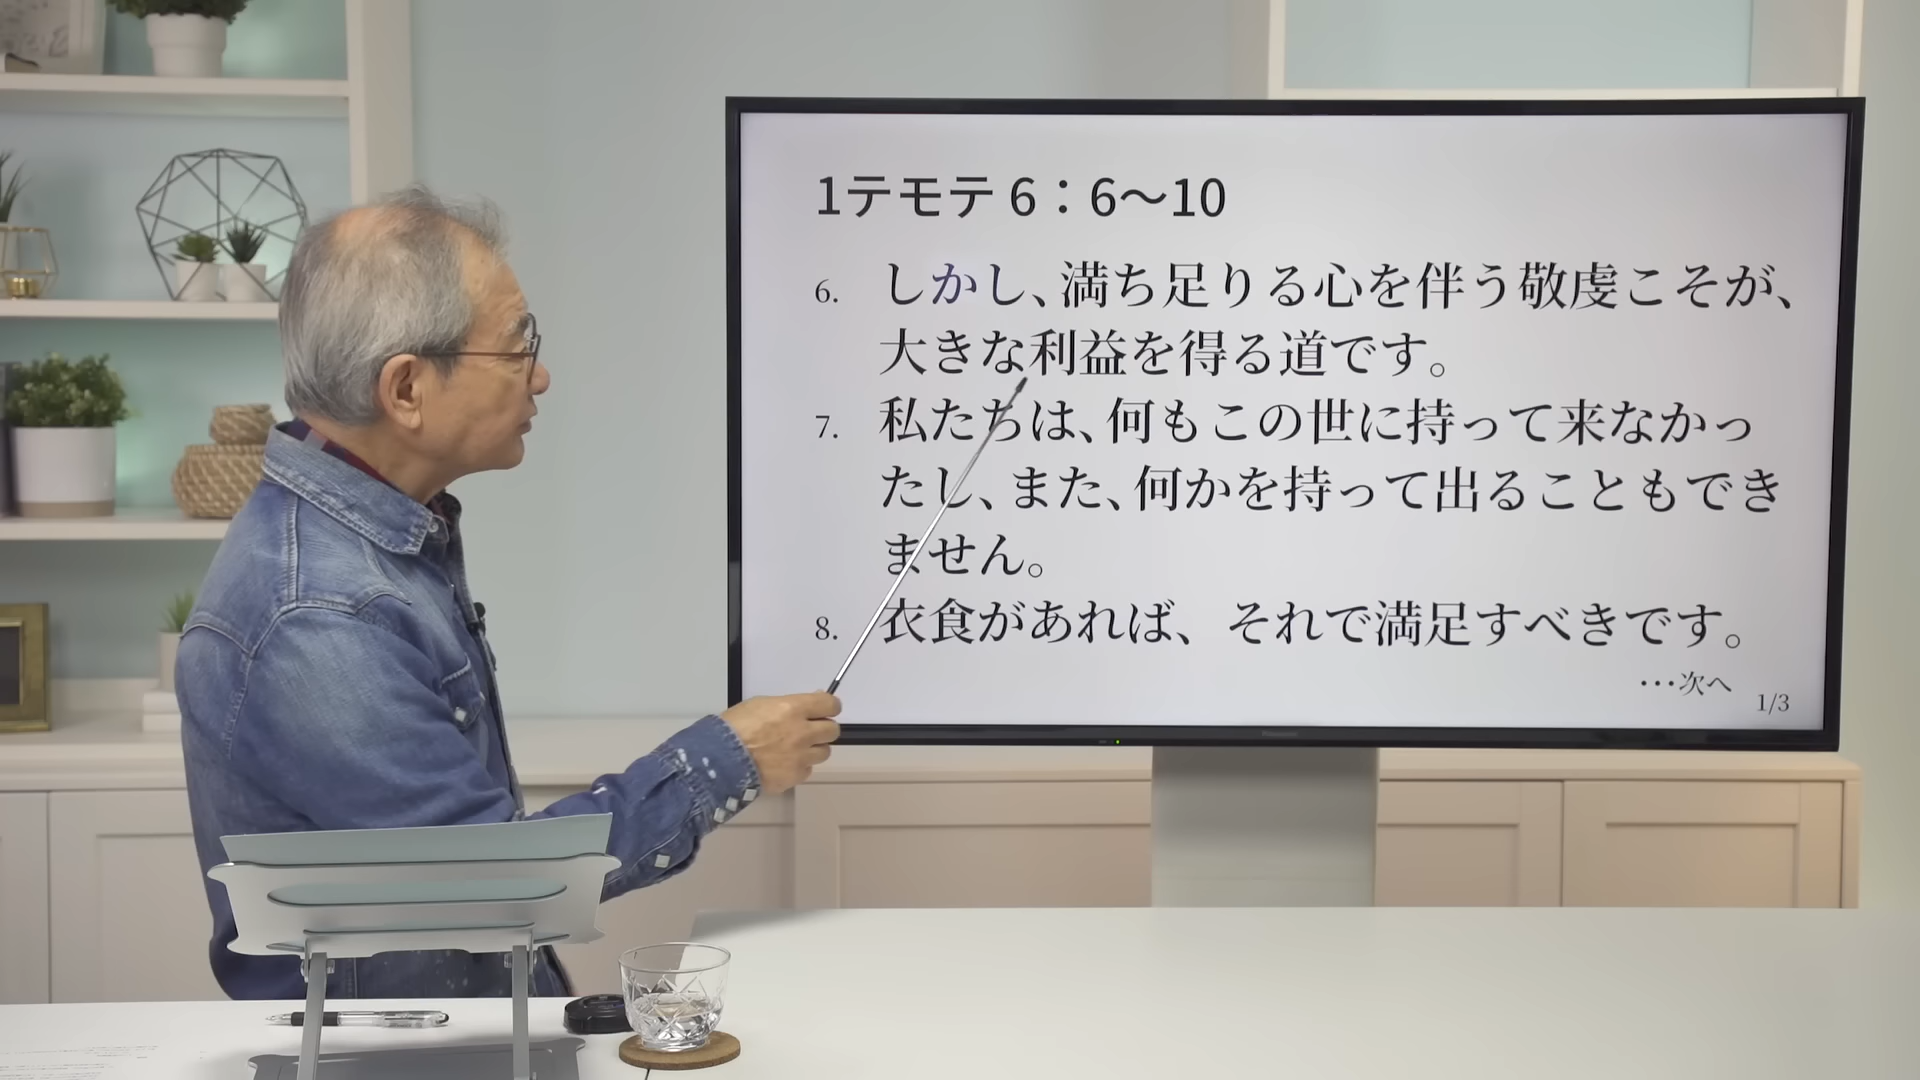 1テモテ 6：6〜10
6. しかし、満ち足りる心を伴う敬虔こそが、
大きな利益を得る道です。
7. 私たちは、何もこの世に持って来なかっ
たし、また、何かを持って出ることもでき
ません。
8. 衣食があれば、それで満足すべきです。
…次へ
1/3